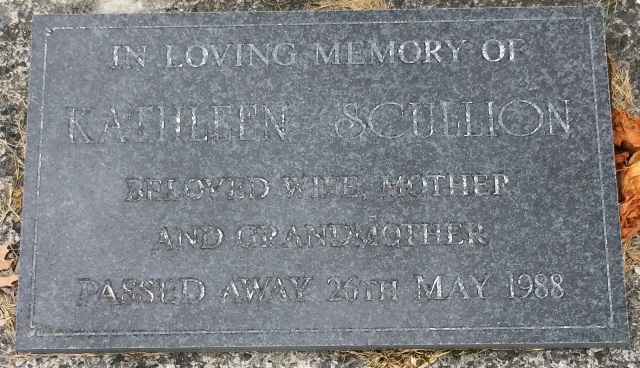 IN LOVING MEMORY OF
KATHLEEN SCULLION
BELOVED WIFE, MOTHER
AND GRANDMOTHER
PASSED AWAY 26TH MAY 1988